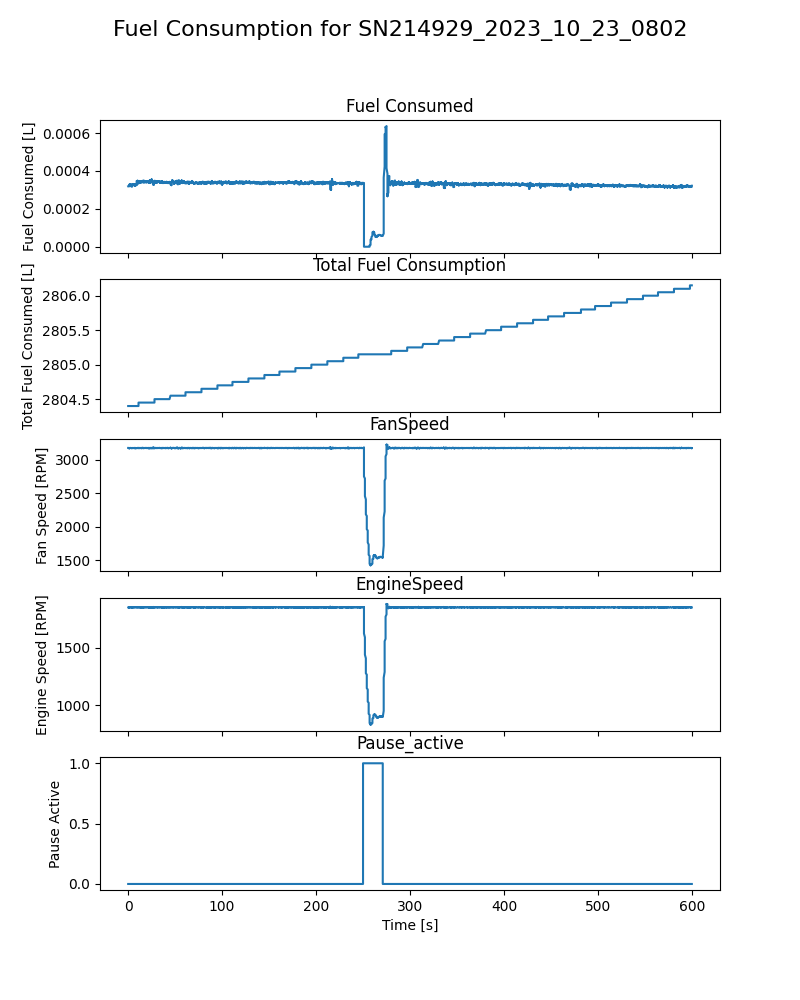 Fuel Consumption for SN214929_2023_10_23_0802
Fuel Consumed
Fuel Consumed [L]
0.0006
0.0004
0.0002
0.0000
Total Fuel Consumption
Total Fuel Consumed [L]
2806.0
2805.5
2805.0
2804.5
FanSpeed
Fan Speed [RPM]
3000
2500
2000
1500
EngineSpeed
Engine Speed [RPM]
1500
1000
Pause_active
Pause Active
1.0
0.5
0.0
0 100 200 300 400 500 600
Time [s]